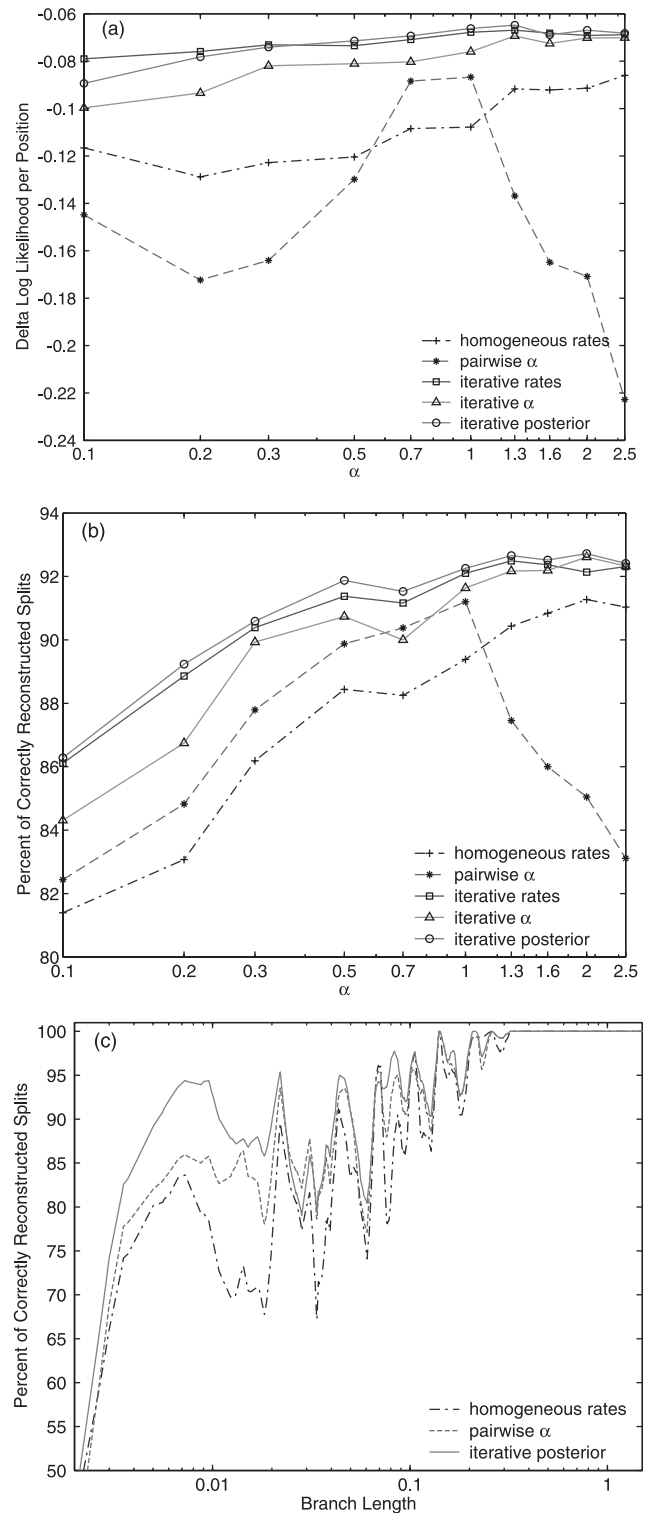 (a)
-0.06
-0.08
-0.1
-0.12
-0.14
-0.16
-0.18
-0.2
-0.22
-0.24
Delta Log Likelihood per Position
homogeneous rates
pairwise α
iterative rates
iterative α
iterative posterior
0.1 0.2 0.3 0.5 0.7 1 1.3 1.6 2 2.5
α
(b)
94
92
90
88
86
84
82
80
Percent of Correctly Reconstructed Splits
homogeneous rates
pairwise α
iterative rates
iterative α
iterative posterior
0.1 0.2 0.3 0.5 0.7 1 1.3 1.6 2 2.5
α
(c)
100
95
90
85
80
75
70
65
60
55
50
Percent of Correctly Reconstructed Splits
homogeneous rates
pairwise α
iterative posterior
0.01 0.1 1
Branch Length